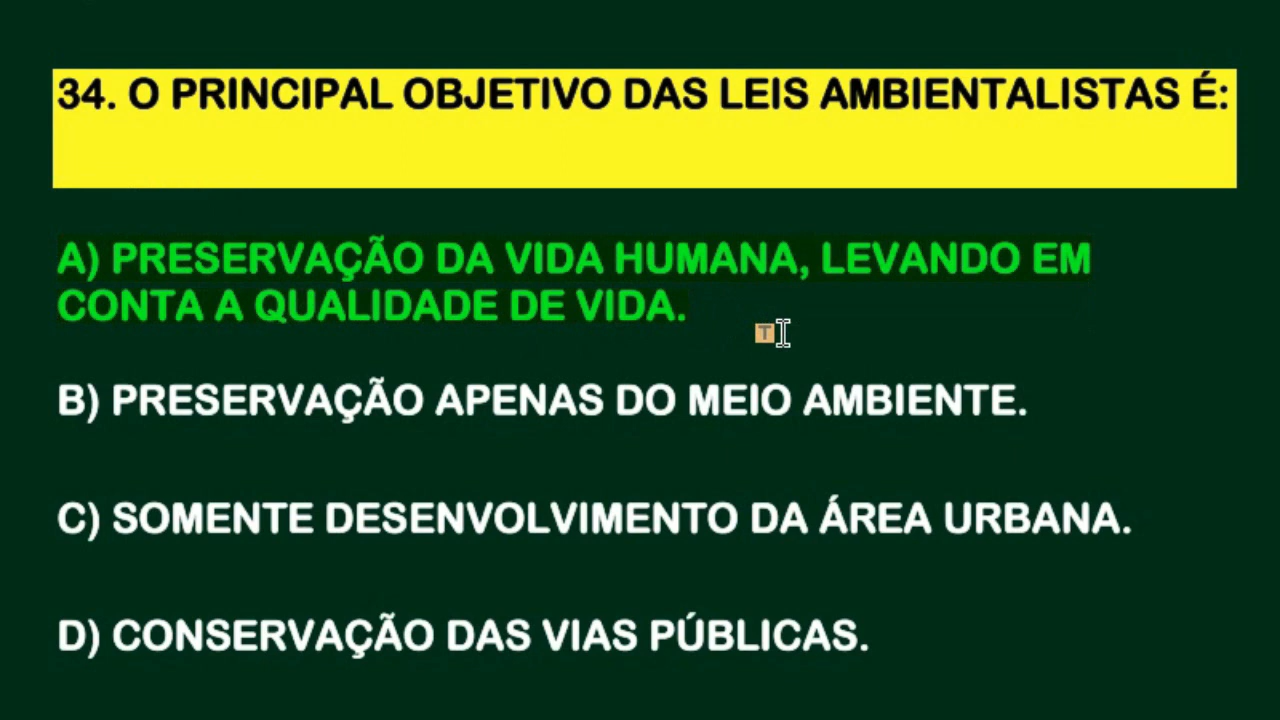 34. O PRINCIPAL OBJETIVO DAS LEIS AMBIENTALISTAS É:
A) PRESERVAÇÃO DA VIDA HUMANA, LEVANDO EM
CONTA A QUALIDADE DE VIDA.
T
B) PRESERVAÇÃO APENAS DO MEIO AMBIENTE.
C) SOMENTE DESENVOLVIMENTO DA ÁREA URBANA.
D) CONSERVAÇÃO DAS VIAS PÚBLICAS.